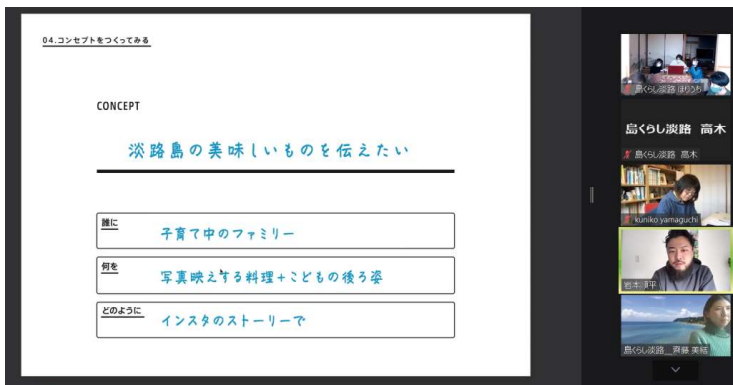 04.コンセプトをつくってみる
CONCEPT
淡路島の美味しいものを伝えたい
誰に
子育て中のファミリー
何を
写真映えする料理+こどもの後ろ姿
どのように
インスタのストーリーで
島くらし淡路 ほりうち
島くらし淡路 高木
島くらし淡路 高木
kuniko yamaguchi
岩本 順平
島くらし淡路__齊藤 美結